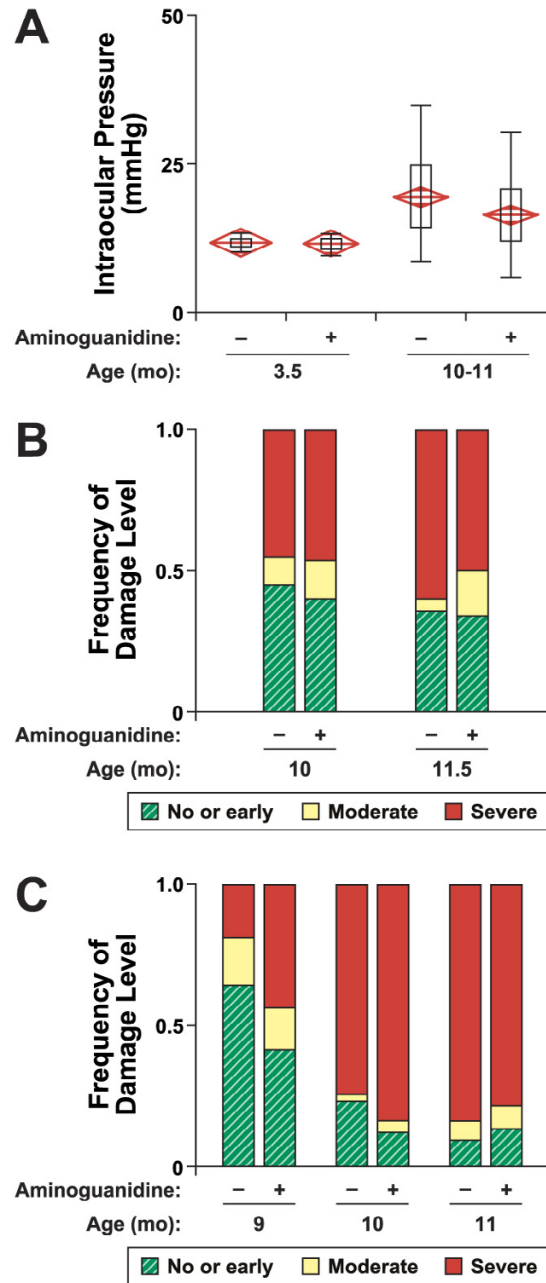 A
Intraocular Pressure
(mmHg)
50
25
0
Aminoguanidine: – + – +
Age (mo): 3.5 10-11
B
Frequency of
Damage Level
1.0
0.5
0
Aminoguanidine: – + – +
Age (mo): 10 11.5
No or early Moderate Severe
C
Frequency of
Damage Level
1.0
0.5
0
Aminoguanidine: – + – + – +
Age (mo): 9 10 11
No or early Moderate Severe